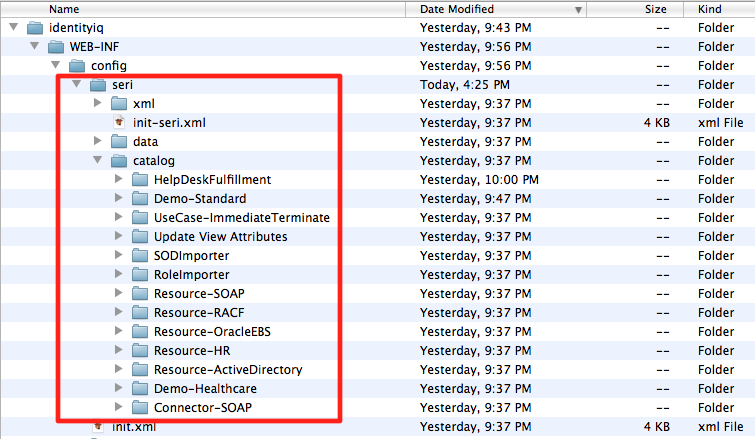 Name Date Modified Size Kind
identityiq Yesterday, 9:43 PM -- Folder
WEB-INF Yesterday, 9:56 PM -- Folder
config Yesterday, 9:56 PM -- Folder
seri Today, 4:25 PM -- Folder
xml Yesterday, 9:37 PM -- Folder
init-seri.xml Yesterday, 9:37 PM 4 KB xml File
data Yesterday, 9:37 PM -- Folder
catalog Yesterday, 9:37 PM -- Folder
HelpDeskFulfillment Yesterday, 10:00 PM -- Folder
Demo-Standard Yesterday, 9:47 PM -- Folder
UseCase-ImmediateTerminate Yesterday, 9:37 PM -- Folder
Update View Attributes Yesterday, 9:37 PM -- Folder
SODImporter Yesterday, 9:37 PM -- Folder
RoleImporter Yesterday, 9:37 PM -- Folder
Resource-SOAP Yesterday, 9:37 PM -- Folder
Resource-RACF Yesterday, 9:37 PM -- Folder
Resource-OracleEBS Yesterday, 9:37 PM -- Folder
Resource-HR Yesterday, 9:37 PM -- Folder
Resource-ActiveDirectory Yesterday, 9:37 PM -- Folder
Demo-Healthcare Yesterday, 9:37 PM -- Folder
Connector-SOAP Yesterday, 9:37 PM -- Folder
init.xml Yesterday, 9:37 PM 4 KB xml File